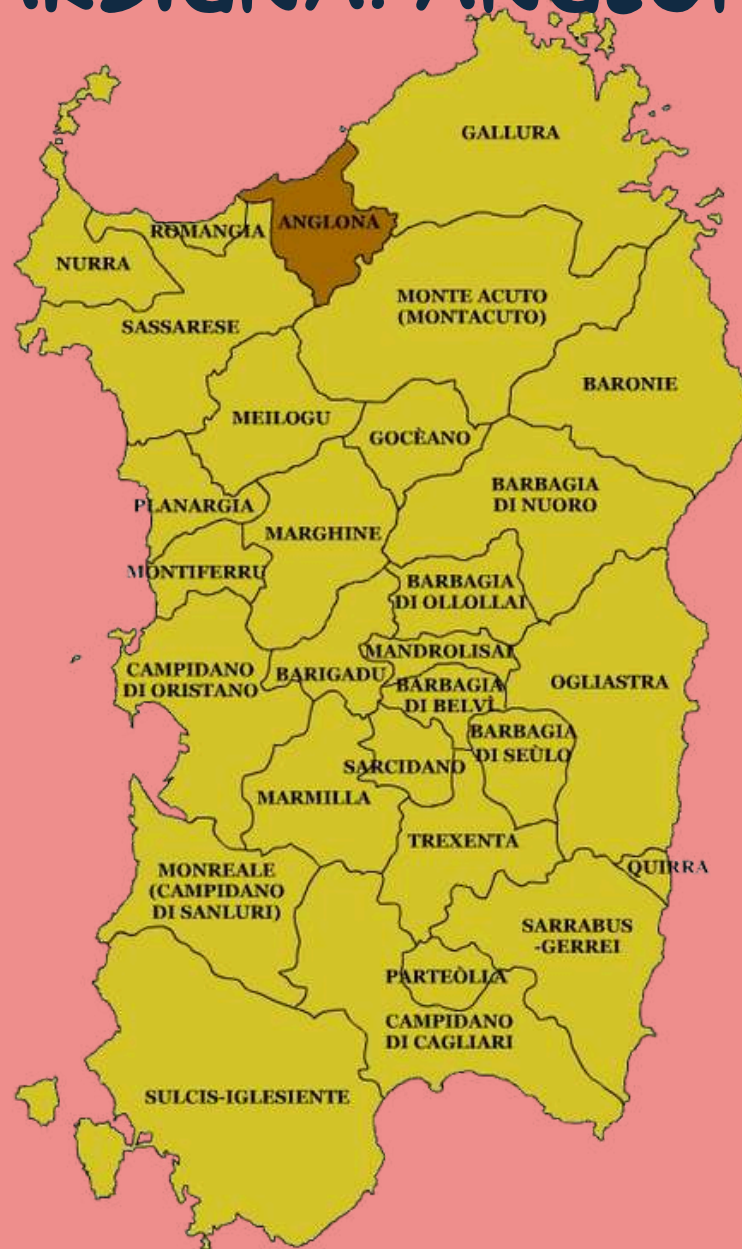 GALLURA
ANGLONA
ROMANGIA
NURRA
MONTE ACUTO
(MONTACUTO)
SASSARESE
BARONIE
MEILOGU
GOCÈANO
BARBAGIA
DI NUORO
PLANARGIA
MARGHINE
MONTIFERRU
BARBAGIA
DI OLLOLLAI
MANDROLISAI
CAMPIDANO
DI ORISTANO
BARIGADU
BARBAGIA
DI BELVÌ
OGLIASTRA
BARBAGIA
DI SEÙLO
SARCIDANO
MARMILLA
TREXENTA
QUIRRA
MONREALE
(CAMPIDANO
DI SANLURI)
SARRABUS
-GERREI
PARTEÒLLA
CAMPIDANO
DI CAGLIARI
SULCIS-IGLESIENTE